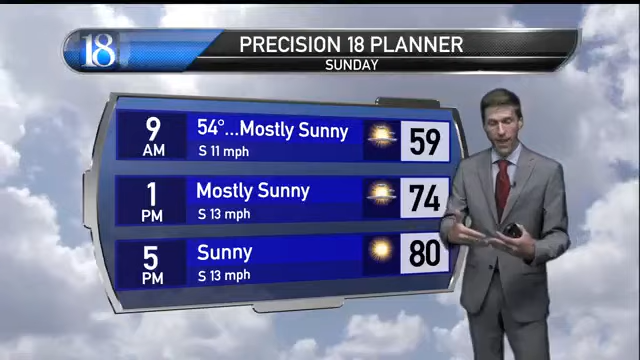 18
PRECISION 18 PLANNER
SUNDAY
9
AM
54°...Mostly Sunny
S 11 mph
59
1
PM
Mostly Sunny
S 13 mph
74
5
PM
Sunny
S 13 mph
80